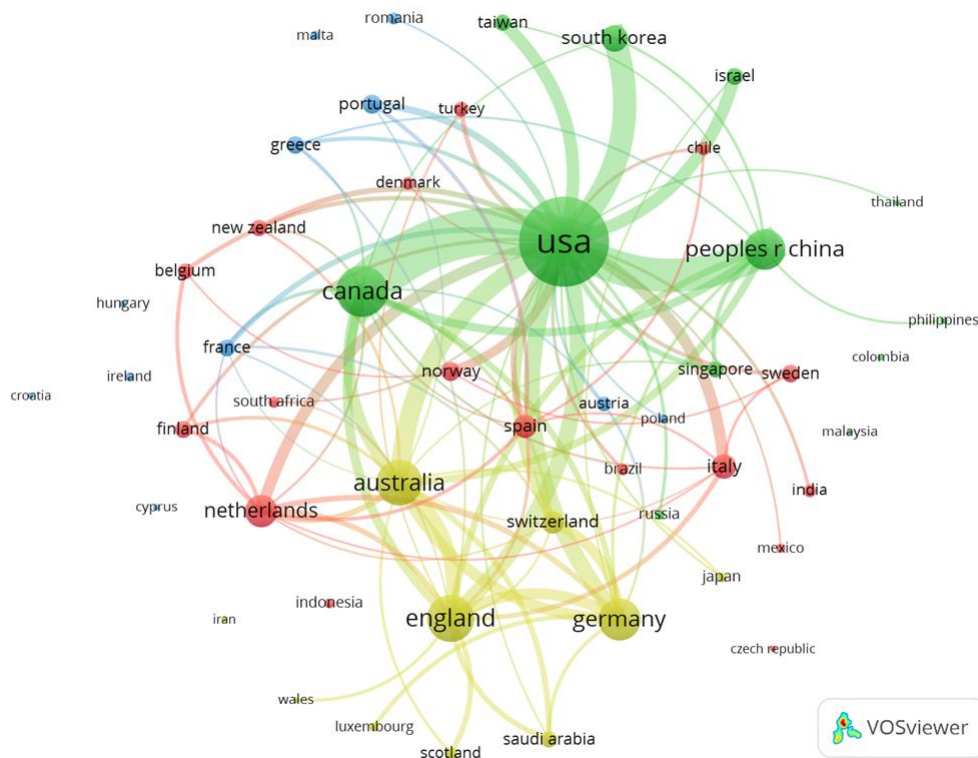 romania
taiwan
malta
south korea
israel
portugal
turkey
greece
chile
denmark
thailand
new zealand
usa
peoples r china
belgium
canada
hungary
philippines
france
colombia
ireland
norway
singapore
sweden
croatia
south africa
austria
poland
finland
spain
malaysia
brazil
italy
australia
india
cyprus
netherlands
switzerland
russia
mexico
japan
indonesia
iran
england
germany
czech republic
wales
luxembourg
saudi arabia
scotland
VOSviewer